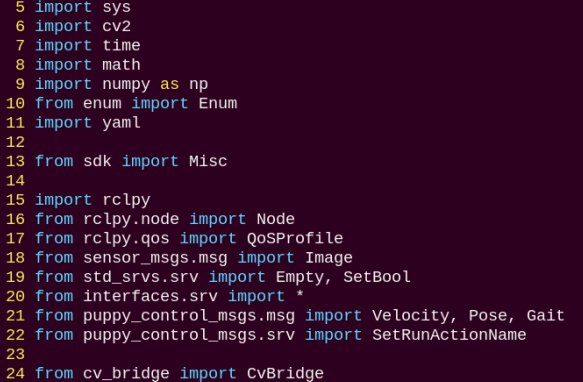 5 import sys
6 import cv2
7 import time
8 import math
9 import numpy as np
10 from enum import Enum
11 import yaml
12
13 from sdk import Misc
14
15 import rclpy
16 from rclpy.node import Node
17 from rclpy.qos import QoSProfile
18 from sensor_msgs.msg import Image
19 from std_srvs.srv import Empty, SetBool
20 from interfaces.srv import *
21 from puppy_control_msgs.msg import Velocity, Pose, Gait
22 from puppy_control_msgs.srv import SetRunActionName
23
24 from cv_bridge import CvBridge